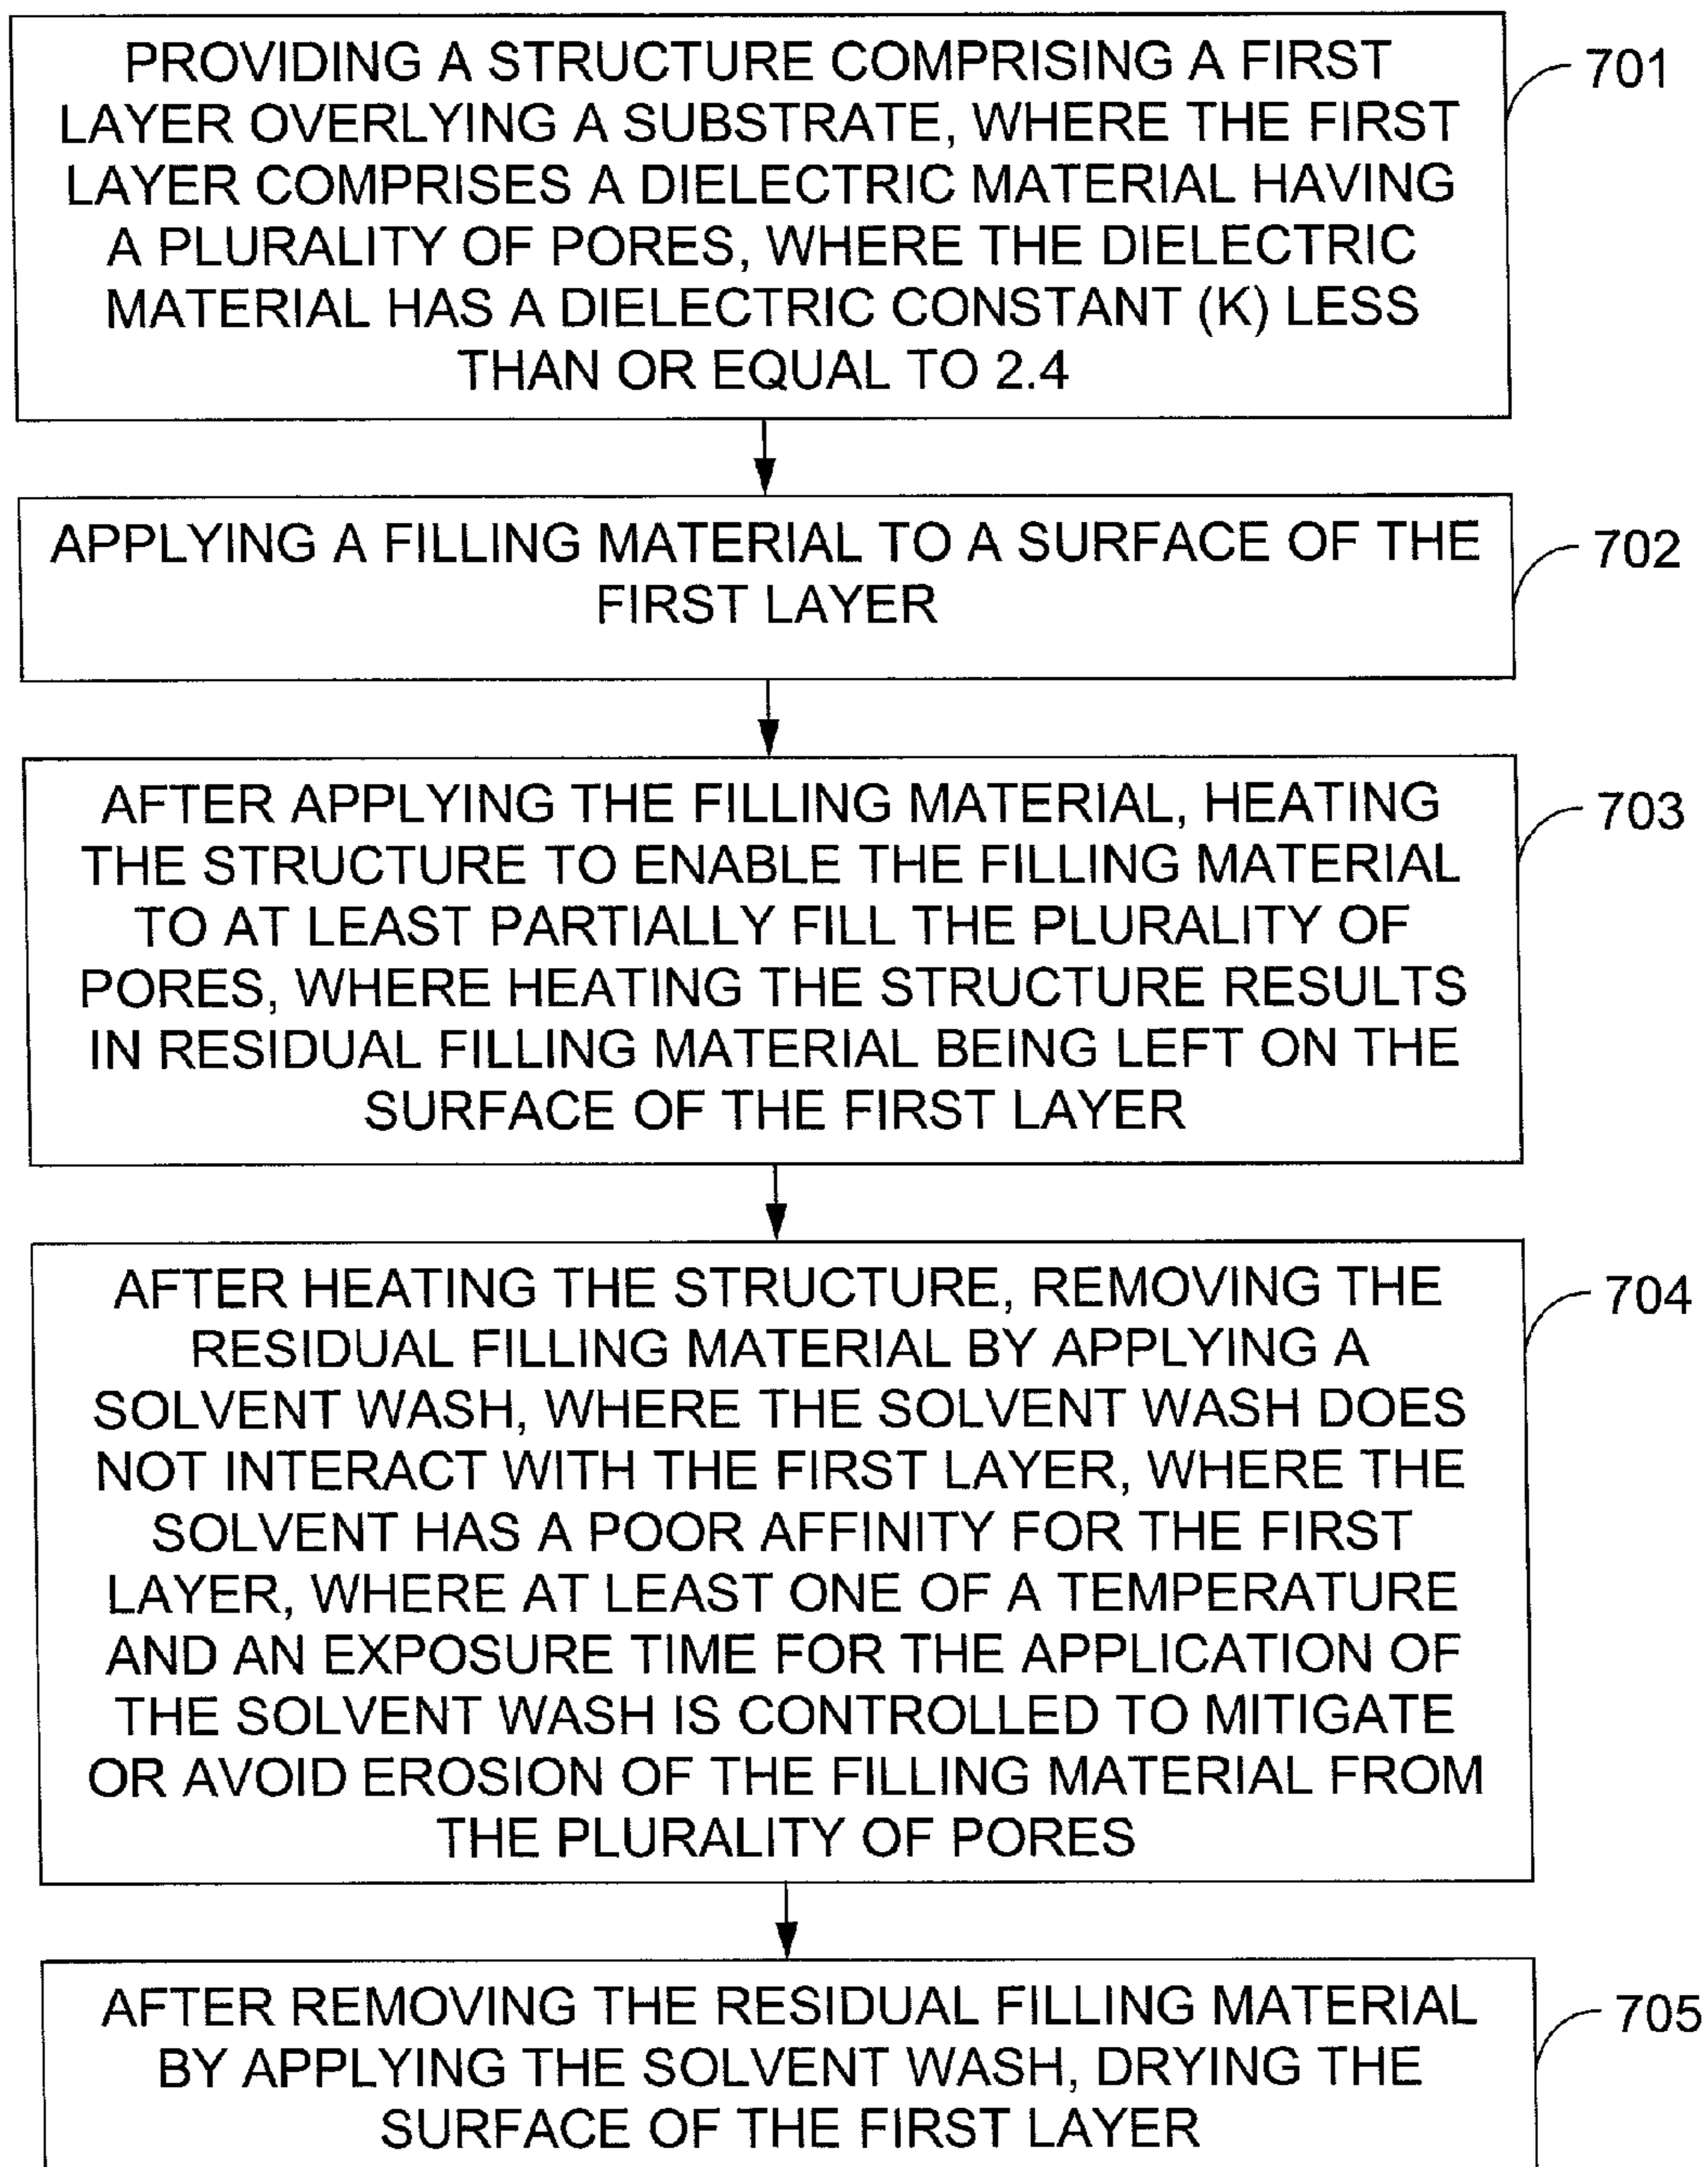 PROVIDING A STRUCTURE COMPRISING A FIRST
LAYER OVERLYING A SUBSTRATE, WHERE THE FIRST
LAYER COMPRISES A DIELECTRIC MATERIAL HAVING
A PLURALITY OF PORES, WHERE THE DIELECTRIC
MATERIAL HAS A DIELECTRIC CONSTANT (K) LESS
THAN OR EQUAL TO 2.4
701
APPLYING A FILLING MATERIAL TO A SURFACE OF THE
FIRST LAYER
702
AFTER APPLYING THE FILLING MATERIAL, HEATING
THE STRUCTURE TO ENABLE THE FILLING MATERIAL
TO AT LEAST PARTIALLY FILL THE PLURALITY OF
PORES, WHERE HEATING THE STRUCTURE RESULTS
IN RESIDUAL FILLING MATERIAL BEING LEFT ON THE
SURFACE OF THE FIRST LAYER
703
AFTER HEATING THE STRUCTURE, REMOVING THE
RESIDUAL FILLING MATERIAL BY APPLYING A
SOLVENT WASH, WHERE THE SOLVENT WASH DOES
NOT INTERACT WITH THE FIRST LAYER, WHERE THE
SOLVENT HAS A POOR AFFINITY FOR THE FIRST
LAYER, WHERE AT LEAST ONE OF A TEMPERATURE
AND AN EXPOSURE TIME FOR THE APPLICATION OF
THE SOLVENT WASH IS CONTROLLED TO MITIGATE
OR AVOID EROSION OF THE FILLING MATERIAL FROM
THE PLURALITY OF PORES
704
AFTER REMOVING THE RESIDUAL FILLING MATERIAL
BY APPLYING THE SOLVENT WASH, DRYING THE
SURFACE OF THE FIRST LAYER
705